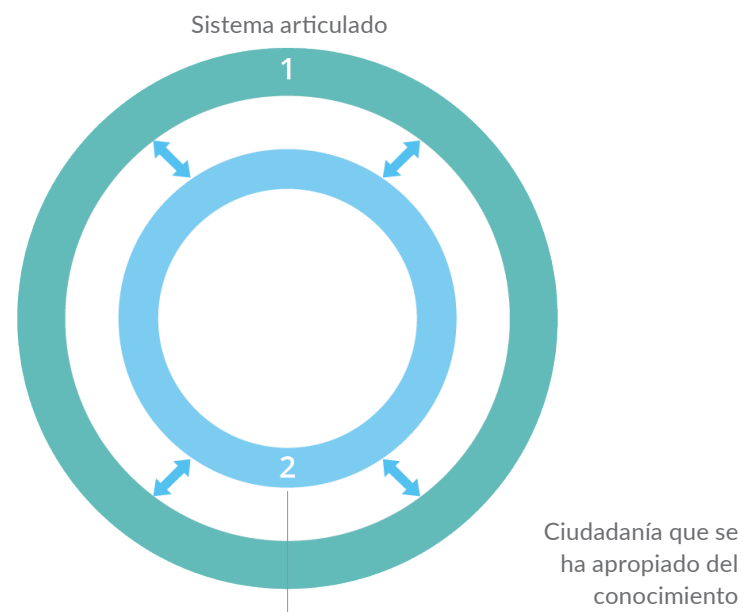 Sistema articulado
1
2
Ciudadanía que se
ha apropiado del
conocimiento